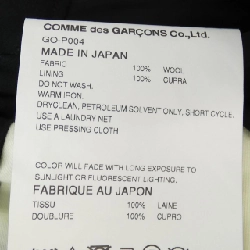 COMME des GARÇONS Co.,Ltd.
GO-P004
MADE IN JAPAN
FABRIC 100% WOOL
LINING 100% CUPRA
DO NOT WASH.
WARM IRON.
DRYCLEAN, PETROLEUM SOLVENT ONLY, SHORT CYCLE.
USE A LAUNDRY NET
USE PRESSING CLOTH
COLOR WILL FACE WITH LONG EXPOSURE TO
SUNLIGHT OR FLUORESCENT LIGHTING.
FABRIQUE AU JAPON
TISSU 100% LAINE
DOUBLURE 100% CUPRO